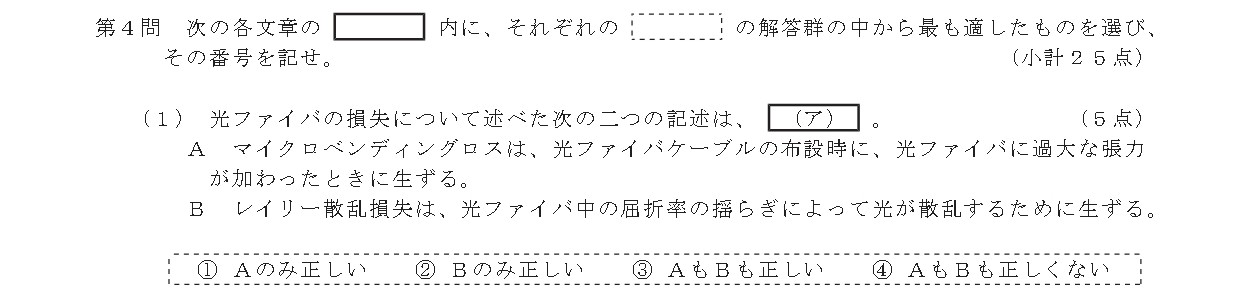 第４問 次の各文章の 内に、それぞれの の解答群の中から最も適したものを選び、
その番号を記せ。 （小計２５点）
（１） 光ファイバの損失について述べた次の二つの記述は、 （ア） 。 （５点）
Ａ マイクロベンディングロスは、光ファイバケーブルの布設時に、光ファイバに過大な張力
が加わったときに生ずる。
Ｂ レイリー散乱損失は、光ファイバ中の屈折率の揺らぎによって光が散乱するために生ずる。
① Ａのみ正しい ② Ｂのみ正しい ③ ＡもＢも正しい ④ ＡもＢも正しくない